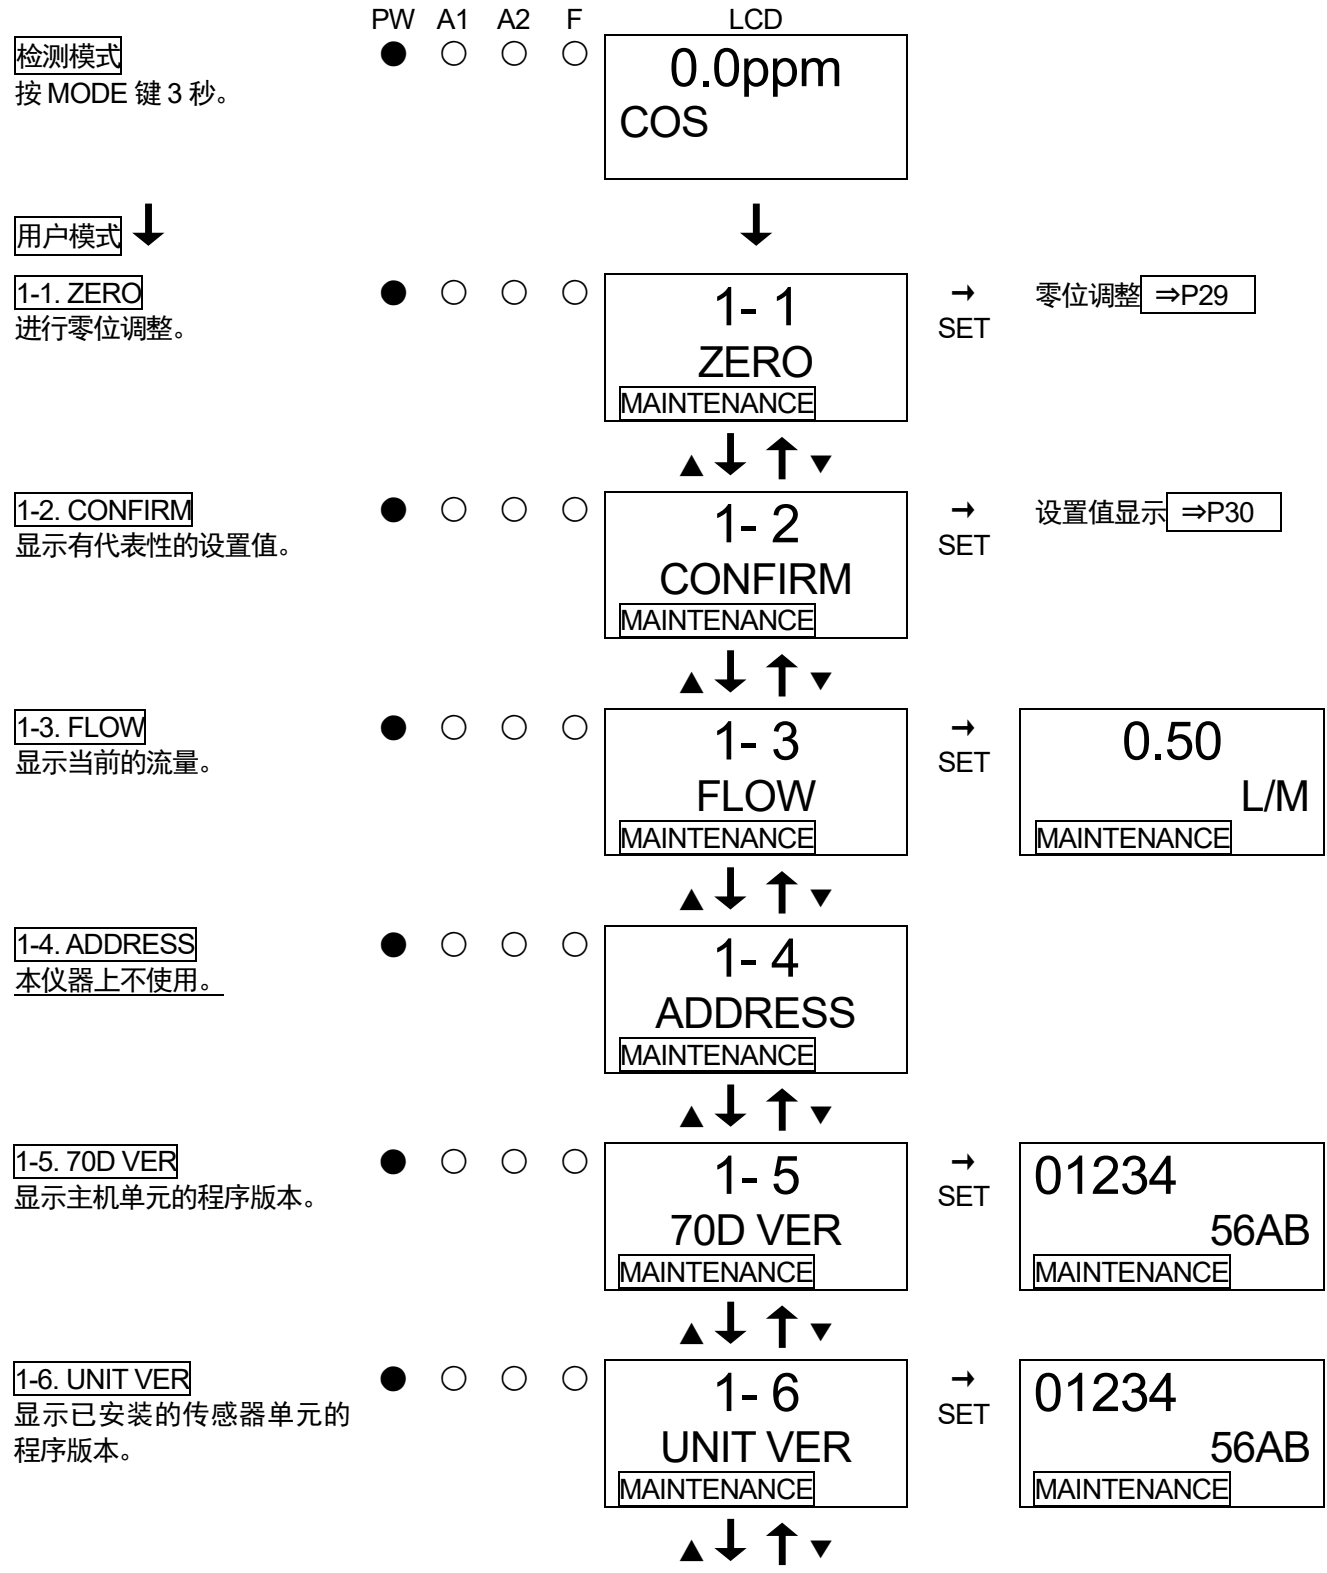 PW A1 A2 F LCD
检测模式 ● ○ ○ ○ 0.0ppm
按 MODE 键 3 秒。
COS
用户模式 ↓ ↓
1-1. ZERO ● ○ ○ ○ 1- 1 → 零位调整 ⇒P29
进行零位调整。 SET
ZERO
MAINTENANCE
▲ ↓ ↑ ▼
1-2. CONFIRM ● ○ ○ ○ 1- 2 → 设置值显示 ⇒P30
显示有代表性的设置值。 SET
CONFIRM
MAINTENANCE
▲ ↓ ↑ ▼
1-3. FLOW ● ○ ○ ○ 1- 3 → 0.50
显示当前的流量。 SET
FLOW L/M
MAINTENANCE MAINTENANCE
▲ ↓ ↑ ▼
1-4. ADDRESS ● ○ ○ ○ 1- 4
本仪器上不使用。
ADDRESS
MAINTENANCE
▲ ↓ ↑ ▼
1-5. 70D VER ● ○ ○ ○ 1- 5 → 01234
显示主机单元的程序版本。 SET
70D VER 56AB
MAINTENANCE MAINTENANCE
▲ ↓ ↑ ▼
1-6. UNIT VER ● ○ ○ ○ 1- 6 → 01234
显示已安装的传感器单元的 SET
程序版本。 UNIT VER 56AB
MAINTENANCE MAINTENANCE
▲ ↓ ↑ ▼